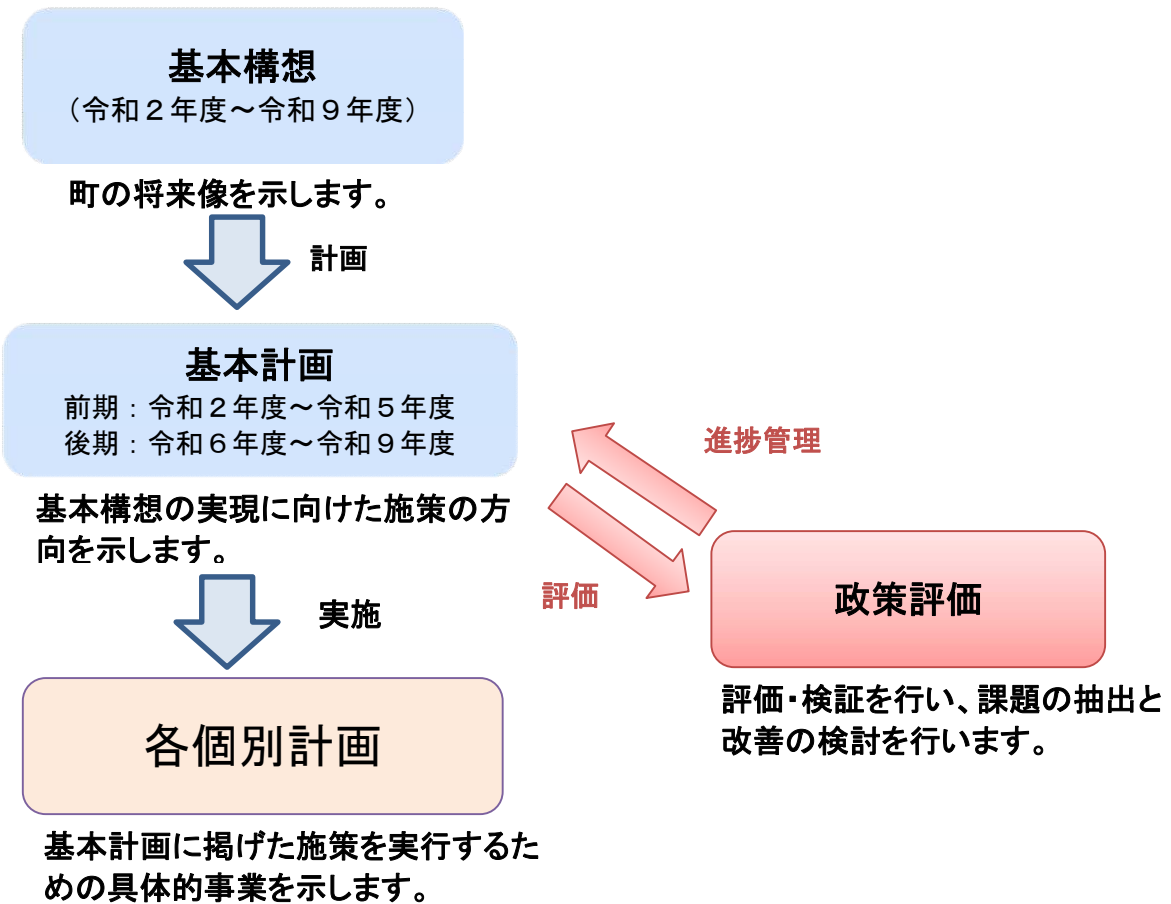 基本構想
（令和２年度～令和９年度）
町の将来像を示します。
計画
基本計画
前期：令和２年度～令和５年度
後期：令和６年度～令和９年度
基本構想の実現に向けた施策の方
向を示します。
進捗管理
評価
政策評価
評価・検証を行い、課題の抽出と
改善の検討を行います。
実施
各個別計画
基本計画に掲げた施策を実行するた
めの具体的事業を示します。